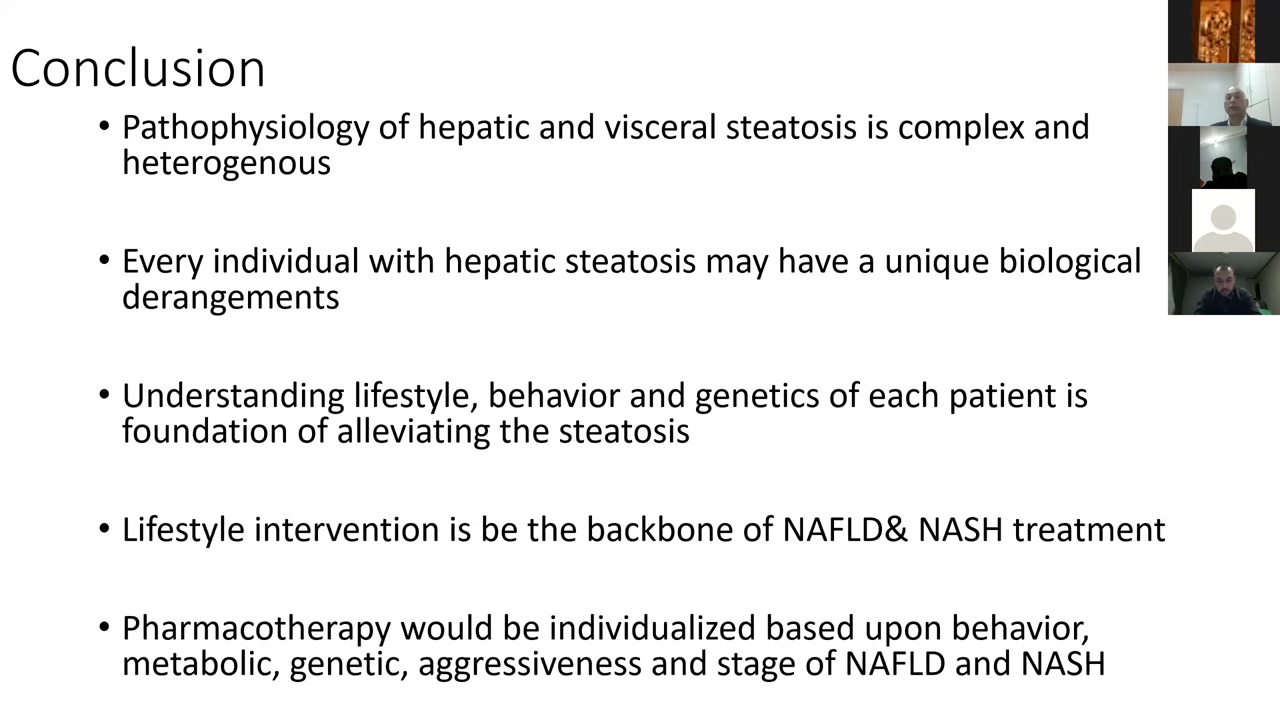 Conclusion
• Pathophysiology of hepatic and visceral steatosis is complex and
heterogenous
• Every individual with hepatic steatosis may have a unique biological
derangements
• Understanding lifestyle, behavior and genetics of each patient is
foundation of alleviating the steatosis
• Lifestyle intervention is be the backbone of NAFLD& NASH treatment
• Pharmacotherapy would be individualized based upon behavior,
metabolic, genetic, aggressiveness and stage of NAFLD and NASH